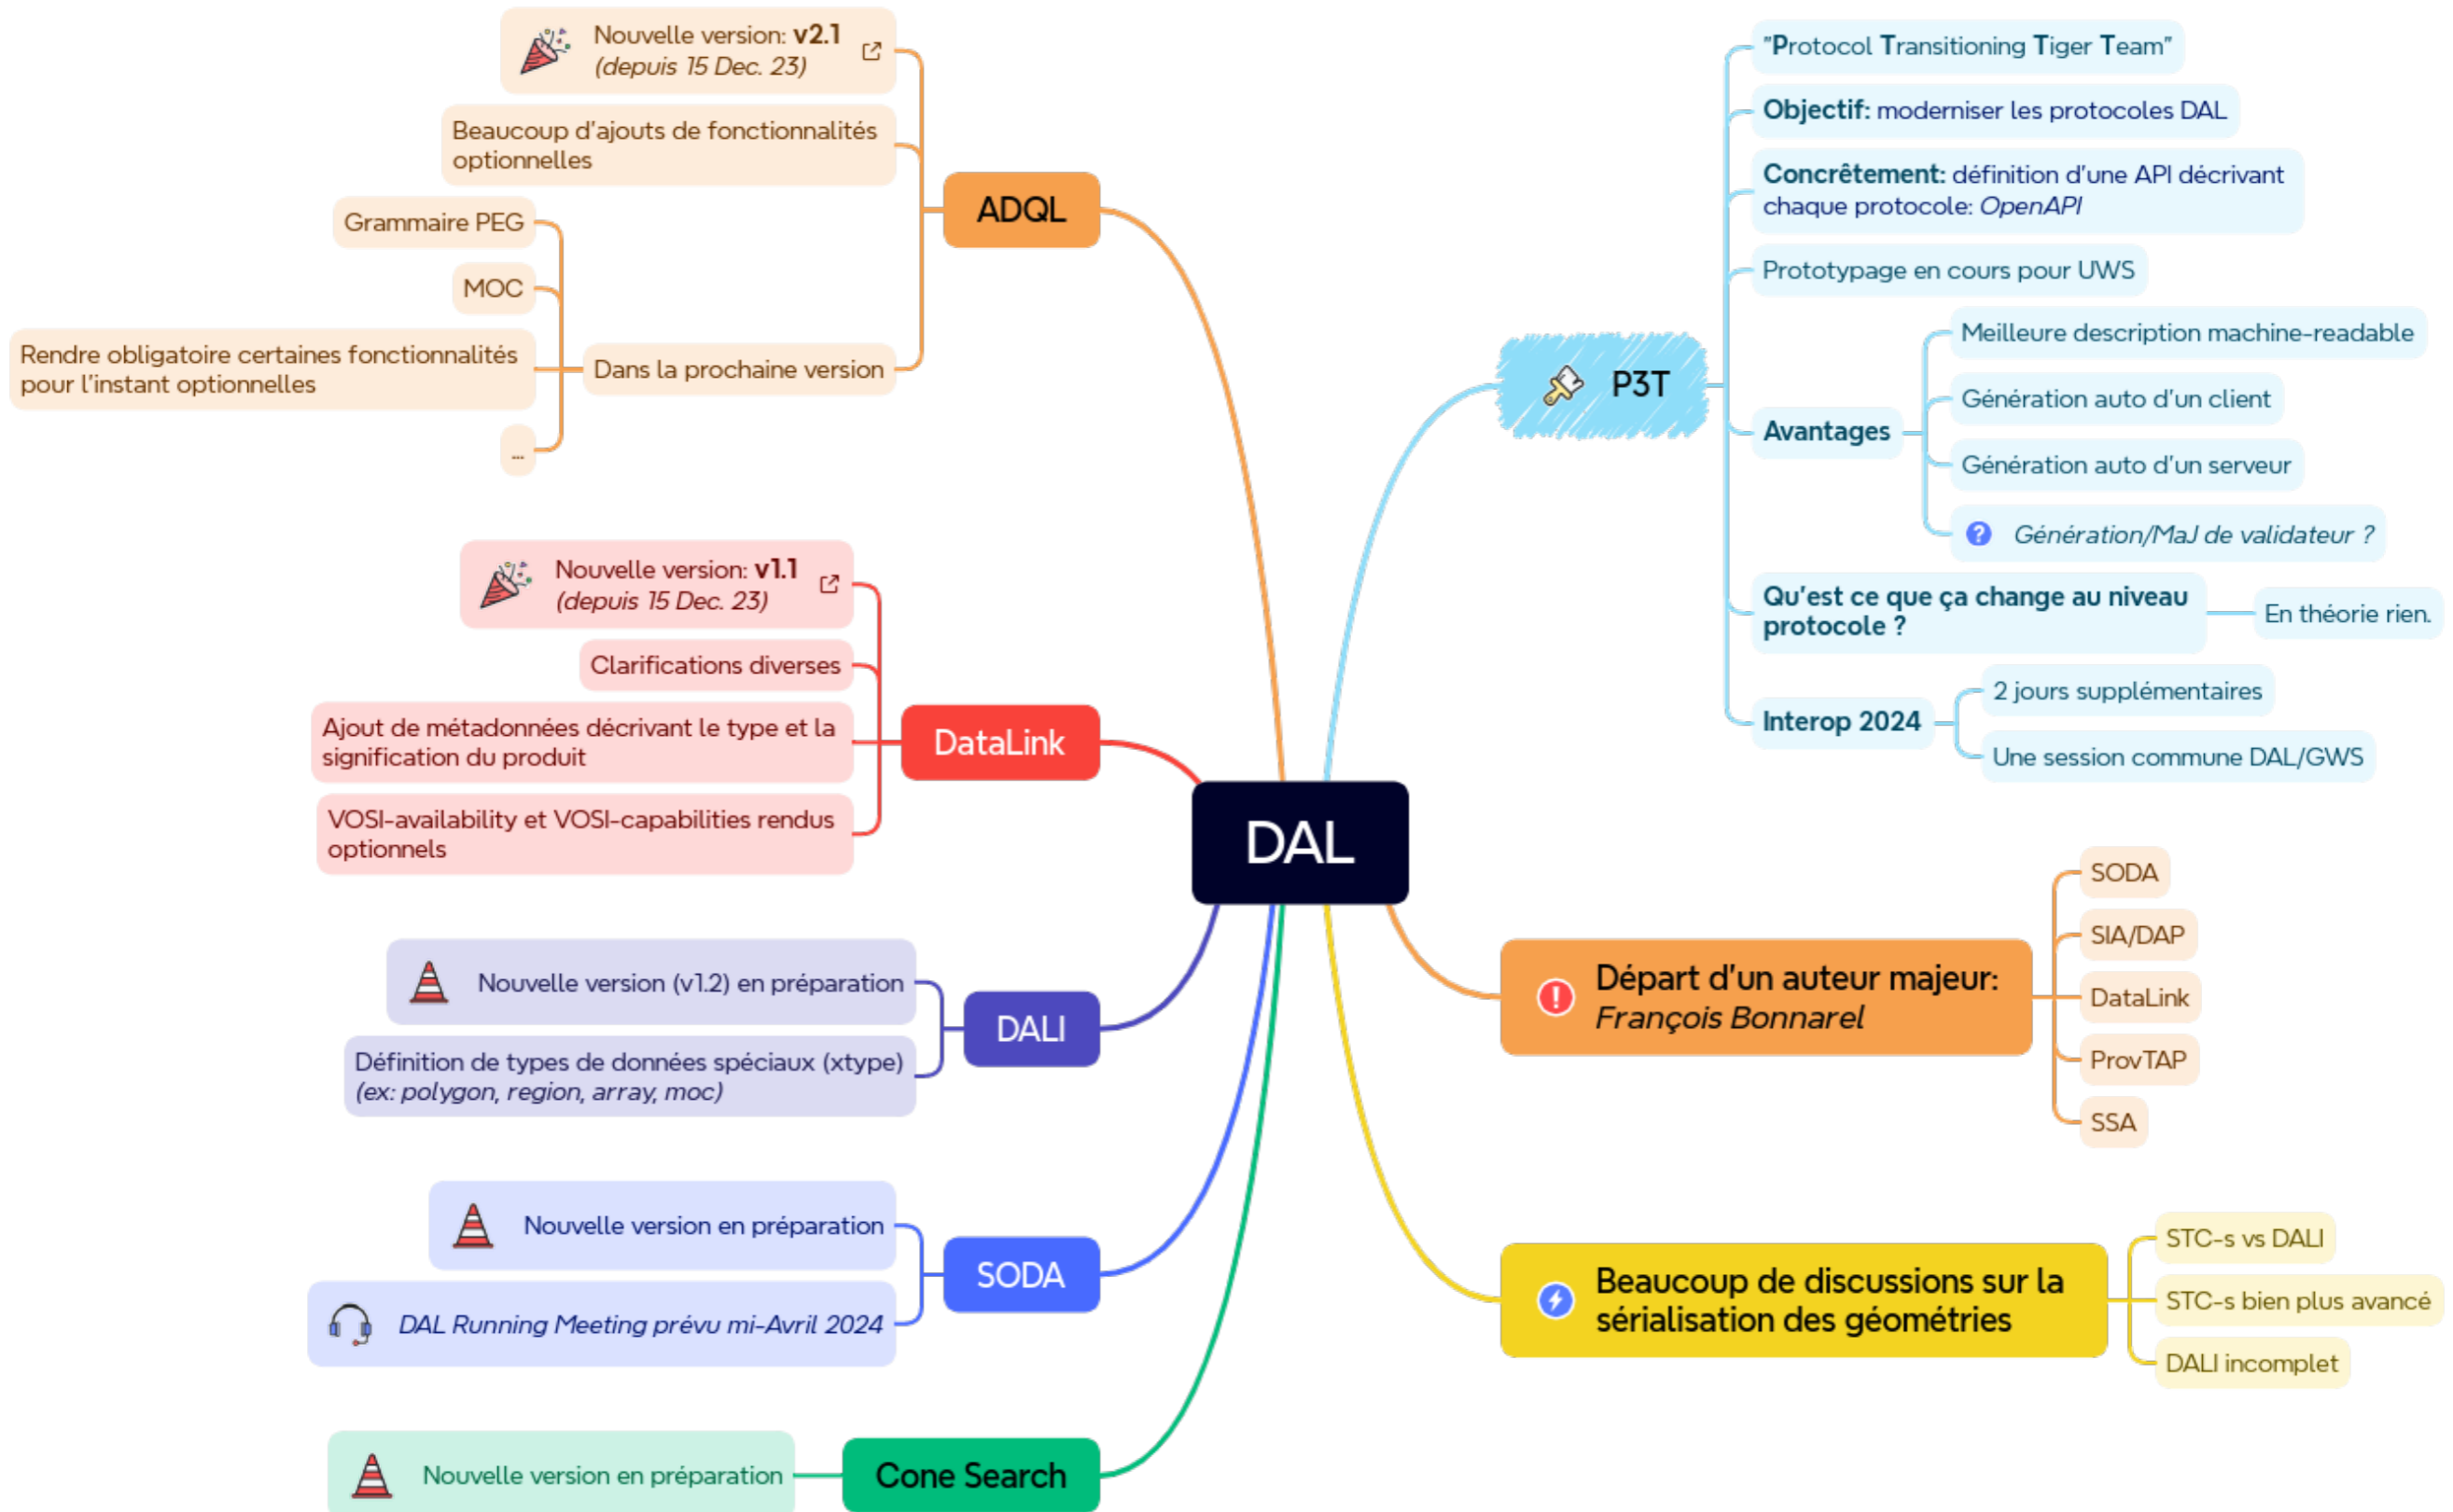 DAL
ADQL
Nouvelle version: v2.1
(depuis 15 Dec. 23)
Beaucoup d'ajouts de fonctionnalités
optionnelles
Dans la prochaine version
Grammaire PEG
MOC
Rendre obligatoire certaines fonctionnalités
pour l'instant optionnelles
...
DataLink
Nouvelle version: v1.1
(depuis 15 Dec. 23)
Clarifications diverses
Ajout de métadonnées décrivant le type et la
signification du produit
VOSI-availability et VOSI-capabilities rendus
optionnels
DALI
Nouvelle version (v1.2) en préparation
Définition de types de données spéciaux (xtype)
(ex: polygon, region, array, moc)
SODA
Nouvelle version en préparation
DAL Running Meeting prévu mi-Avril 2024
Cone Search
Nouvelle version en préparation
P3T
"Protocol Transitioning Tiger Team"
Objectif: moderniser les protocoles DAL
Concrêtement: définition d'une API décrivant
chaque protocole: OpenAPI
Prototypage en cours pour UWS
Avantages
Meilleure description machine-readable
Génération auto d'un client
Génération auto d'un serveur
? Génération/MaJ de validateur ?
Qu'est ce que ça change au niveau
protocole ?
En théorie rien.
Interop 2024
2 jours supplémentaires
Une session commune DAL/GWS
! Départ d'un auteur majeur:
François Bonnarel
SODA
SIA/DAP
DataLink
ProvTAP
SSA
Beaucoup de discussions sur la
sérialisation des géométries
STC-s vs DALI
STC-s bien plus avancé
DALI incomplet